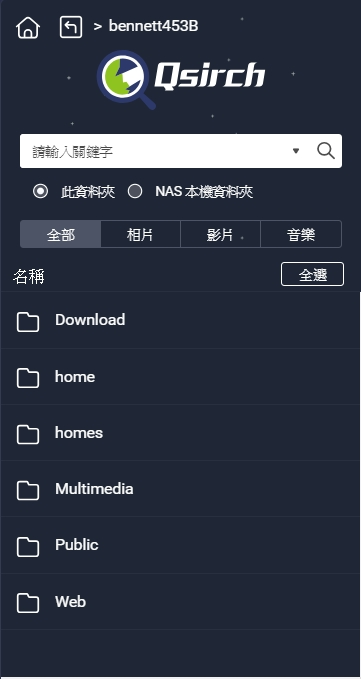 > bennett453B
Qsirch
請輸入關鍵字
此資料夾 NAS 本機資料夾
全部 相片 影片 音樂
名稱 全選
Download
home
homes
Multimedia
Public
Web